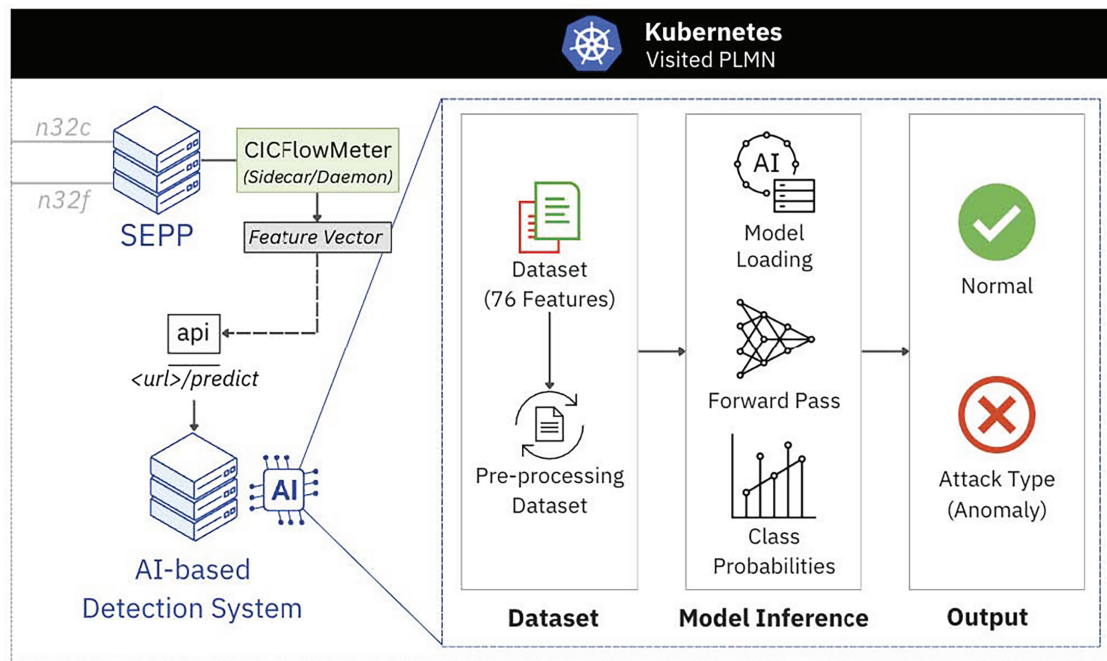 Kubernetes
Visited PLMN
n32c
n32f
SEPP
CICFlowMeter
(Sidecar/Daemon)
Feature Vector
api
<url>/predict
AI
AI-based
Detection System
Dataset
(76 Features)
Pre-processing
Dataset
Dataset
AI
Model
Loading
Forward Pass
Class
Probabilities
Model Inference
Normal
Attack Type
(Anomaly)
Output